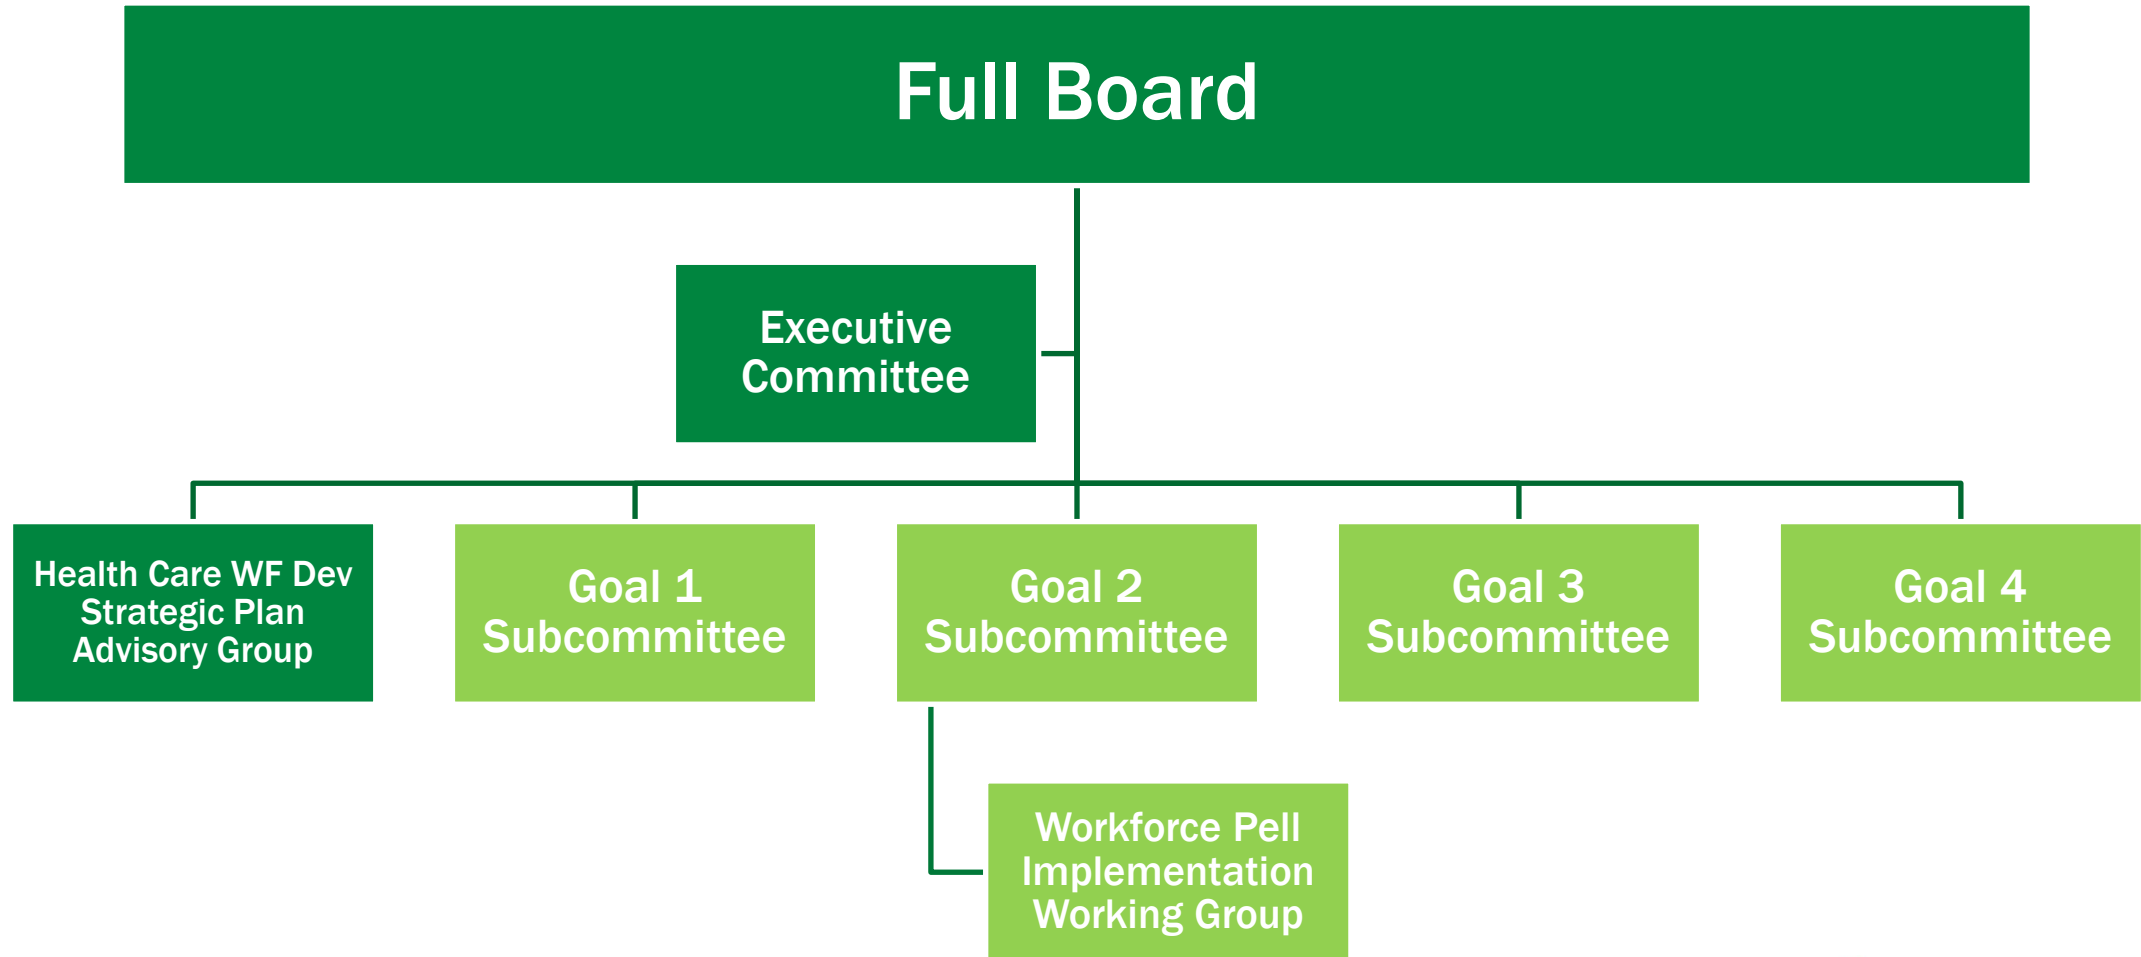 Full Board
Executive
Committee
Health Care WF Dev
Strategic Plan
Advisory Group
Goal 1
Subcommittee
Goal 2
Subcommittee
Goal 3
Subcommittee
Goal 4
Subcommittee
Workforce Pell
Implementation
Working Group